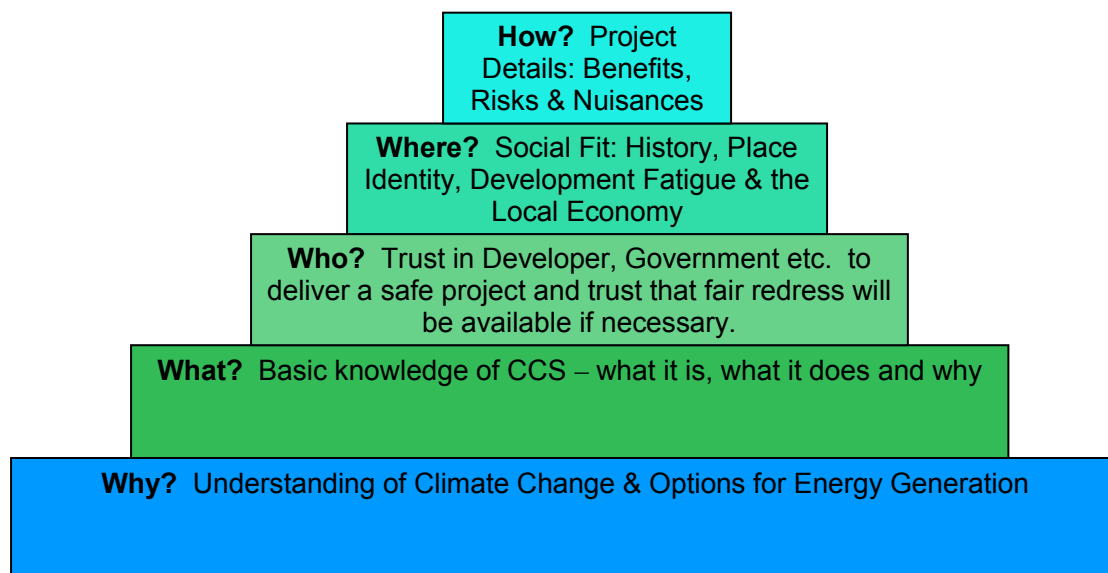 How? Project
Details: Benefits,
Risks & Nuisances
Where? Social Fit: History, Place
Identity, Development Fatigue & the
Local Economy
Who? Trust in Developer, Government etc. to
deliver a safe project and trust that fair redress will
be available if necessary.
What? Basic knowledge of CCS – what it is, what it does and why
Why? Understanding of Climate Change & Options for Energy Generation